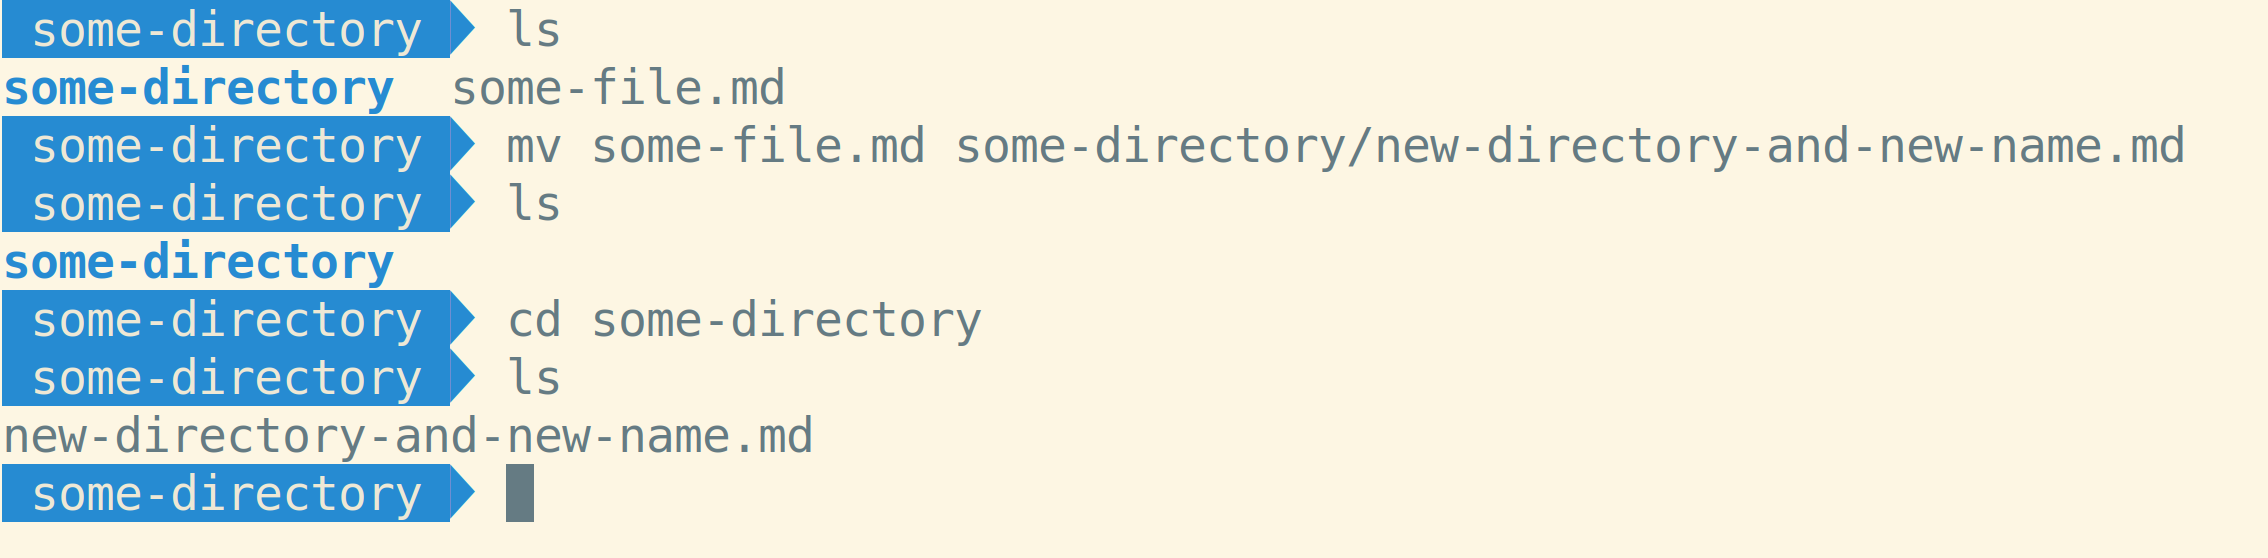 some-directory ls
some-directory some-file.md
some-directory mv some-file.md some-directory/new-directory-and-new-name.md
some-directory ls
some-directory
some-directory cd some-directory
some-directory ls
new-directory-and-new-name.md
some-directory